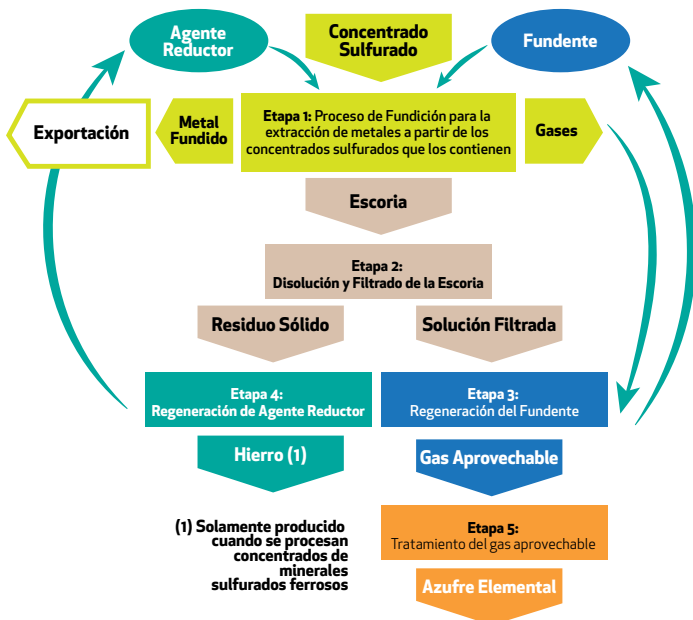 Agente
Reductor
Concentrado
Sulfurado
Fundente
Exportación
Metal
Fundido
Etapa 1: Proceso de Fundición para la
extracción de metales a partir de los
concentrados sulfurados que los contienen
Gases
Escoria
Etapa 2:
Disolución y Filtrado de la Escoria
Residuo Sólido
Solución Filtrada
Etapa 4:
Regeneración de Agente Reductor
Etapa 3:
Regeneración del Fundente
Hierro (1)
Gas Aprovechable
(1) Solamente producido
cuando se procesan
concentrados de
minerales
sulfurados ferrosos
Etapa 5:
Tratamiento del gas aprovechable
Azufre Elemental